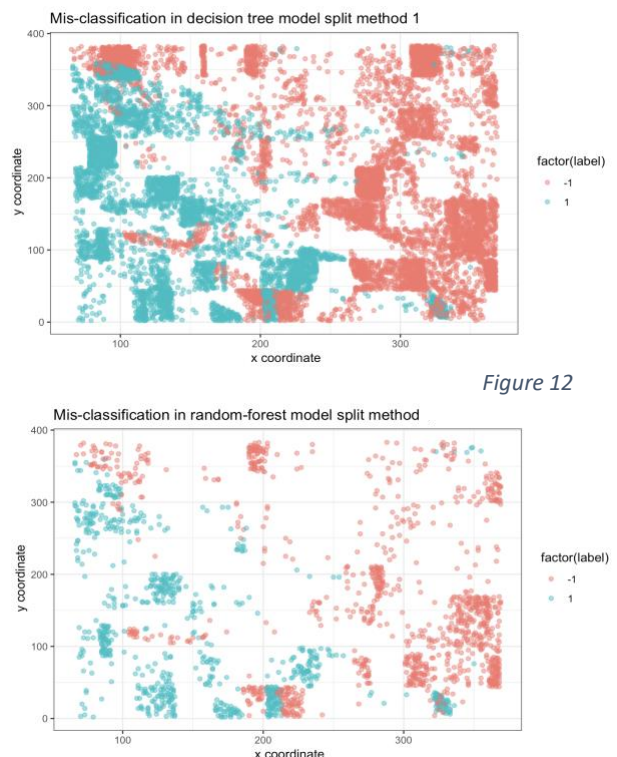 Mis-classification in decision tree model split method 1
400
300
200
100
0
y coordinate
100
200
300
x coordinate
factor(label)
-1
1
Figure 12
Mis-classification in random-forest model split method
400
300
200
100
0
y coordinate
100
200
300
x coordinate
factor(label)
-1
1